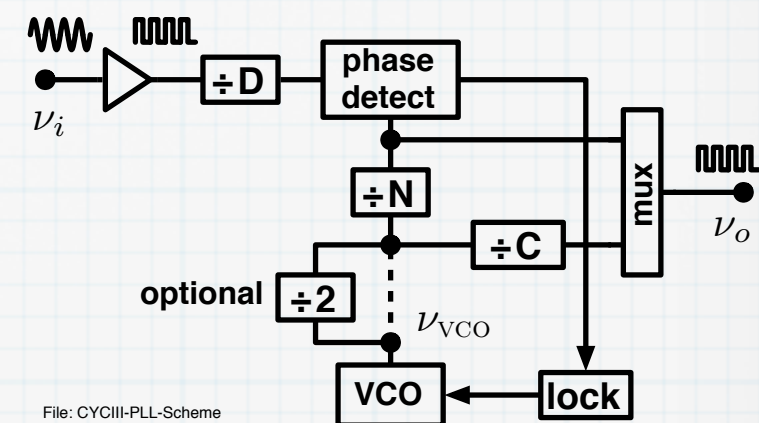 phase
detect
÷D
ν_i
÷N
mux
ν_o
÷C
optional
÷2
ν_VCO
VCO
lock
File: CYCIII-PLL-Scheme